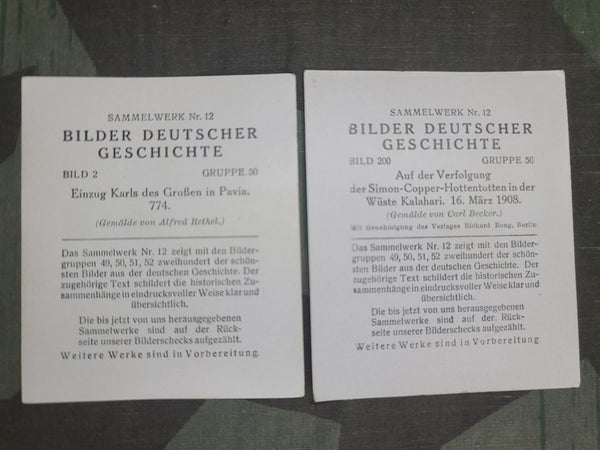 SAMMELWERK Nr. 12
BILDER DEUTSCHER
GESCHICHTE
BILD 2 GRUPPE 50
Einzug Karls des Großen in Pavia.
774.
(Gemälde von Alfred Rethel.)
Das Sammelwerk Nr. 12 zeigt mit den Bilder-
gruppen 49, 50, 51, 52 zweihundert der schön-
sten Bilder aus der deutschen Geschichte. Der
zugehörige Text schildert die historischen Zu-
sammenhänge in eindrucksvoller Weise klar und
übersichtlich.
Die bis jetzt von uns herausgegebenen
Sammelwerke sind auf der Rück-
seite unserer Bilderschecks aufgezählt.
Weitere Werke sind in Vorbereitung.
SAMMELWERK Nr. 12
BILDER DEUTSCHER
GESCHICHTE
BILD 200 GRUPPE 50
Auf der Verfolgung
der Simon-Copper-Hottentotten in der
Wüste Kalahari. 16. März 1908.
(Gemälde von Carl Becker.)
Mit Genehmigung des Verlages Richard Bong, Berlin
Das Sammelwerk Nr. 12 zeigt mit den Bilder-
gruppen 49, 50, 51, 52 zweihundert der schön-
sten Bilder aus der deutschen Geschichte. Der
zugehörige Text schildert die historischen Zu-
sammenhänge in eindrucksvoller Weise klar und
übersichtlich.
Die bis jetzt von uns herausgegebenen
Sammelwerke sind auf der Rück-
seite unserer Bilderschecks aufgezählt.
Weitere Werke sind in Vorbereitung.